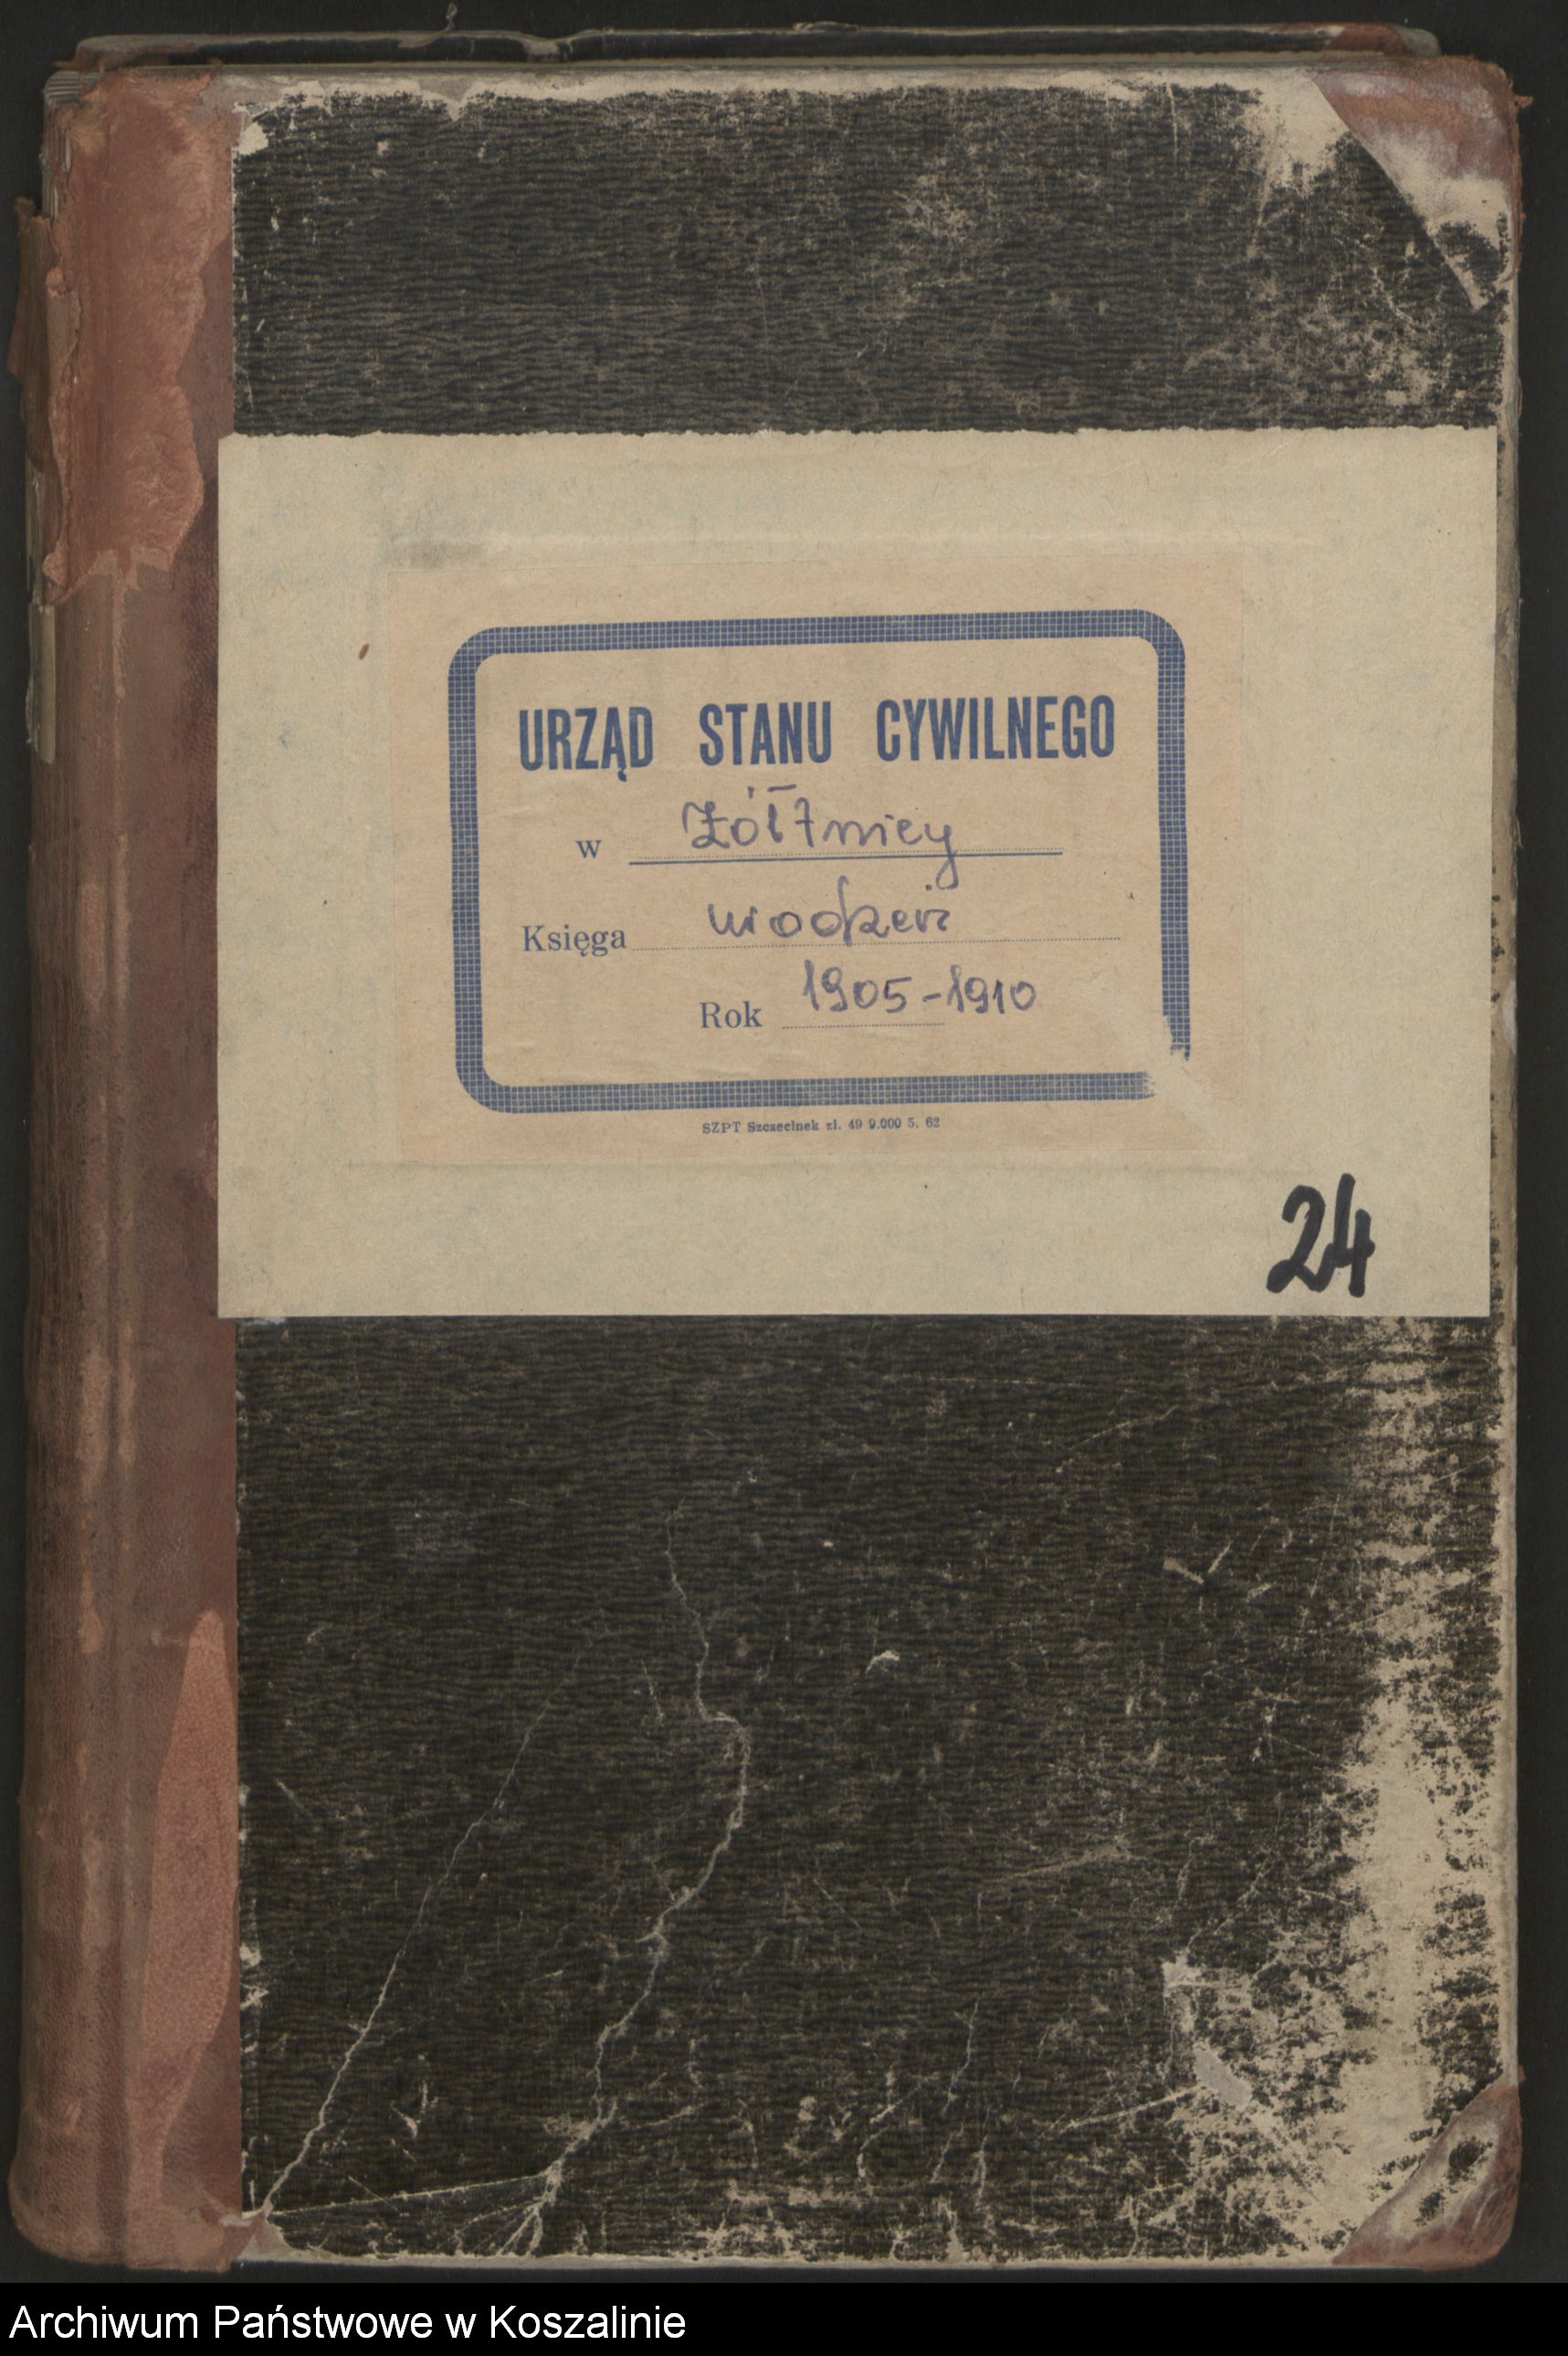 URZĄD STANU CYWILNEGO
w Żółtnicy
Księga urodzeń
Rok 1905-1910
SZPT Szczecinek zl. 49 9.000 5. 62
24
Archiwum Państwowe w Koszalinie